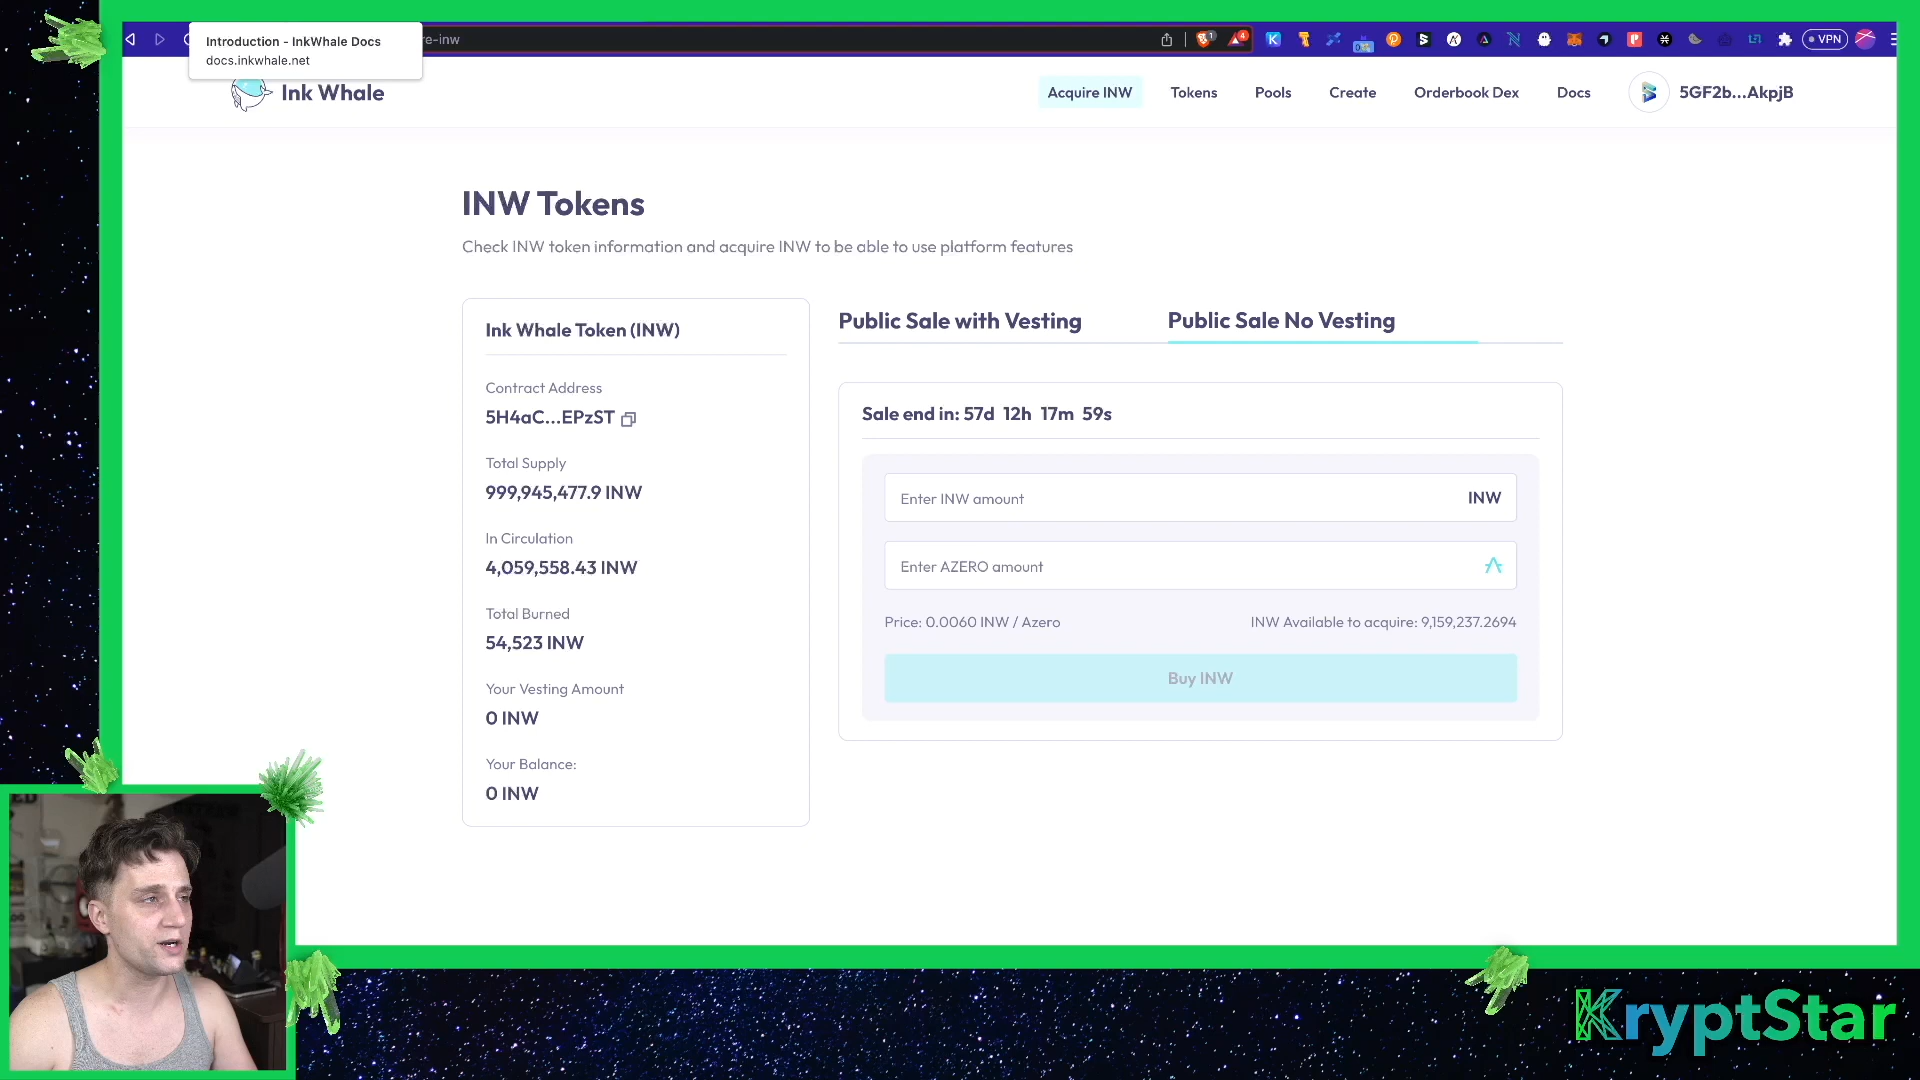 Introduction - InkWhale Docs
docs.inkwhale.net
re-inw
1
4
VPN
Ink Whale
Acquire INW
Tokens
Pools
Create
Orderbook Dex
Docs
5GF2b...AkpjB
INW Tokens
Check INW token information and acquire INW to be able to use platform features
Ink Whale Token (INW)
Contract Address
5H4aC...EPzST
Total Supply
999,945,477.9 INW
In Circulation
4,059,558.43 INW
Total Burned
54,523 INW
Your Vesting Amount
0 INW
Your Balance:
0 INW
Public Sale with Vesting
Public Sale No Vesting
Sale end in: 57d 12h 17m 59s
Enter INW amount
INW
Enter AZERO amount
Price: 0.0060 INW / Azero
INW Available to acquire: 9,159,237.2694
Buy INW
KryptStar